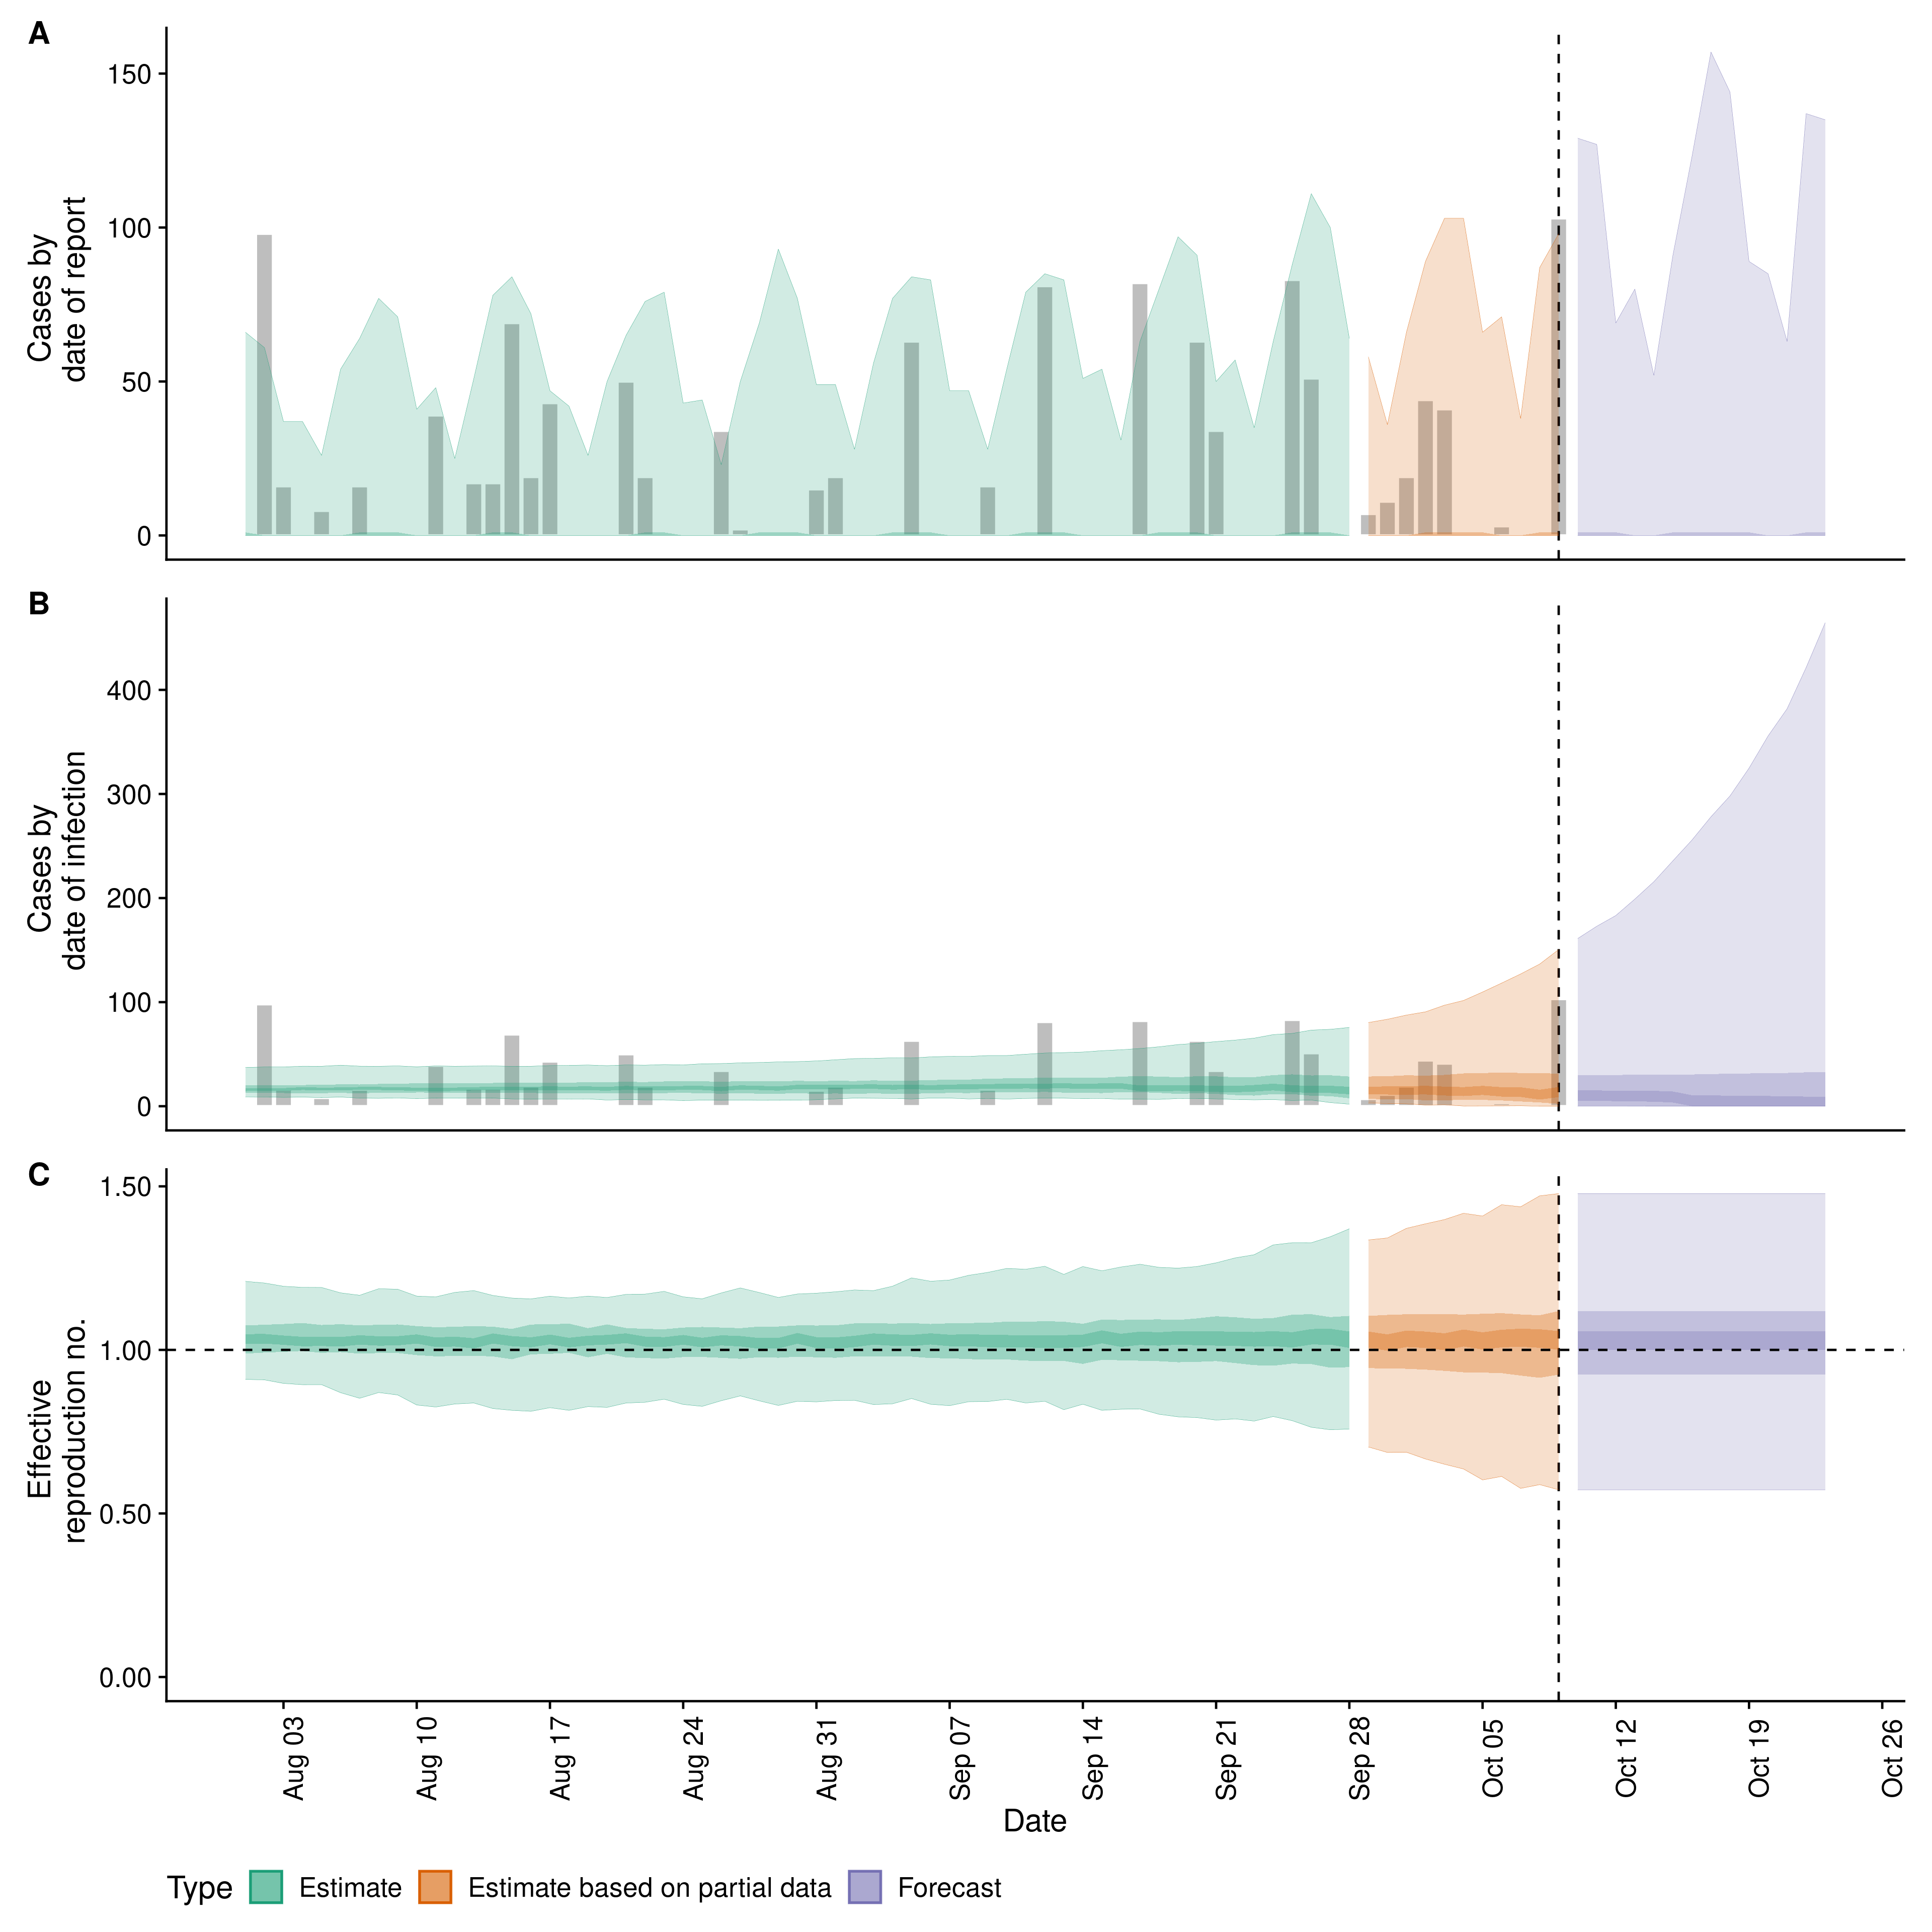 A
Cases by
date of report
150
100
50
0
B
Cases by
date of infection
400
300
200
100
0
C
Effective
reproduction no.
1.50
1.00
0.50
0.00
Aug 03
Aug 10
Aug 17
Aug 24
Aug 31
Sep 07
Sep 14
Sep 21
Sep 28
Oct 05
Oct 12
Oct 19
Oct 26
Date
Type Estimate Estimate based on partial data Forecast